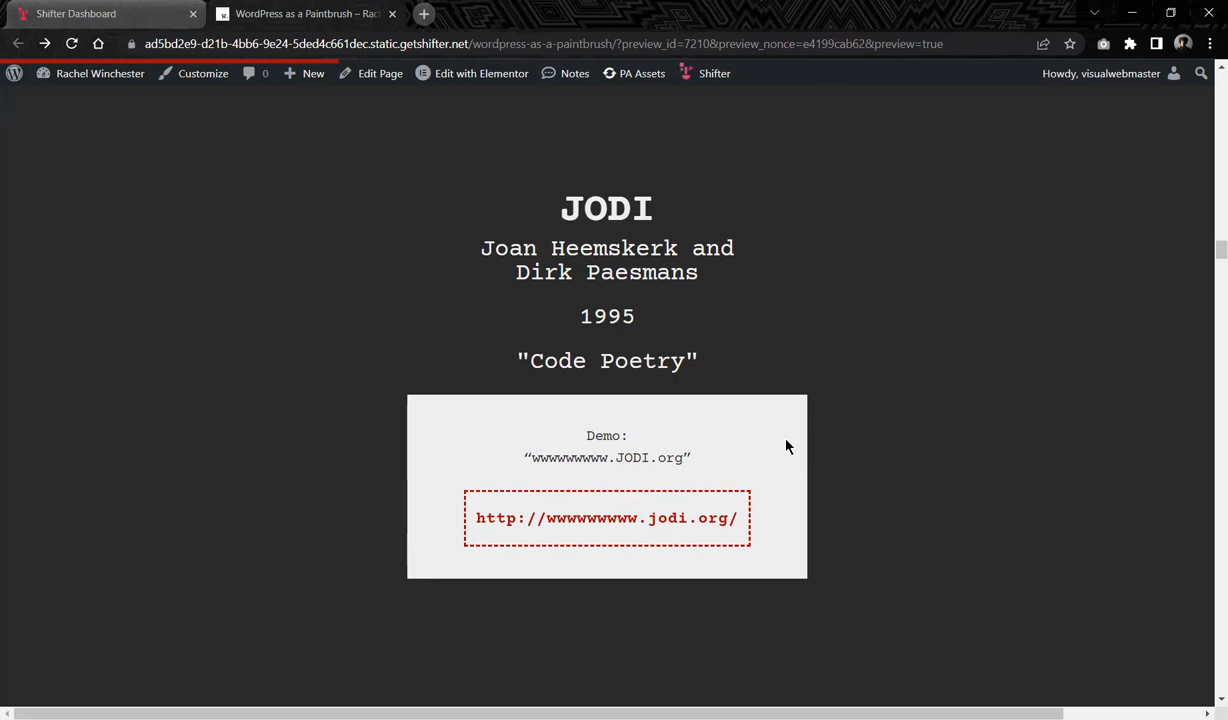 Shifter Dashboard
WordPress as a Paintbrush – Rac
ad5bd2e9-d21b-4bb6-9e24-5ded4c661dec.static.getshifter.net/wordpress-as-a-paintbrush/?preview_id=7210&preview_nonce=e4199cab62&preview=true
Rachel Winchester Customize 0 New Edit Page Edit with Elementor Notes PA Assets Shifter Howdy, visualwebmaster
JODI
Joan Heemskerk and
Dirk Paesmans
1995
"Code Poetry"
Demo:
“wwwwwwwww.JODI.org”
http://wwwwwwwww.jodi.org/